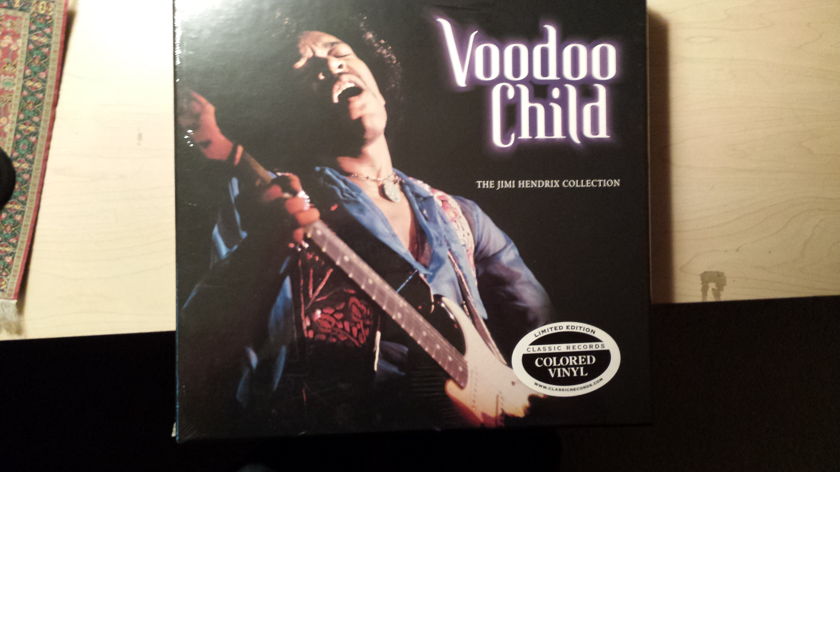 Voodoo
Child
THE JIMI HENDRIX COLLECTION
LIMITED EDITION
CLASSIC RECORDS
COLORED
VINYL
WWW.CLASSICRECORDS.COM